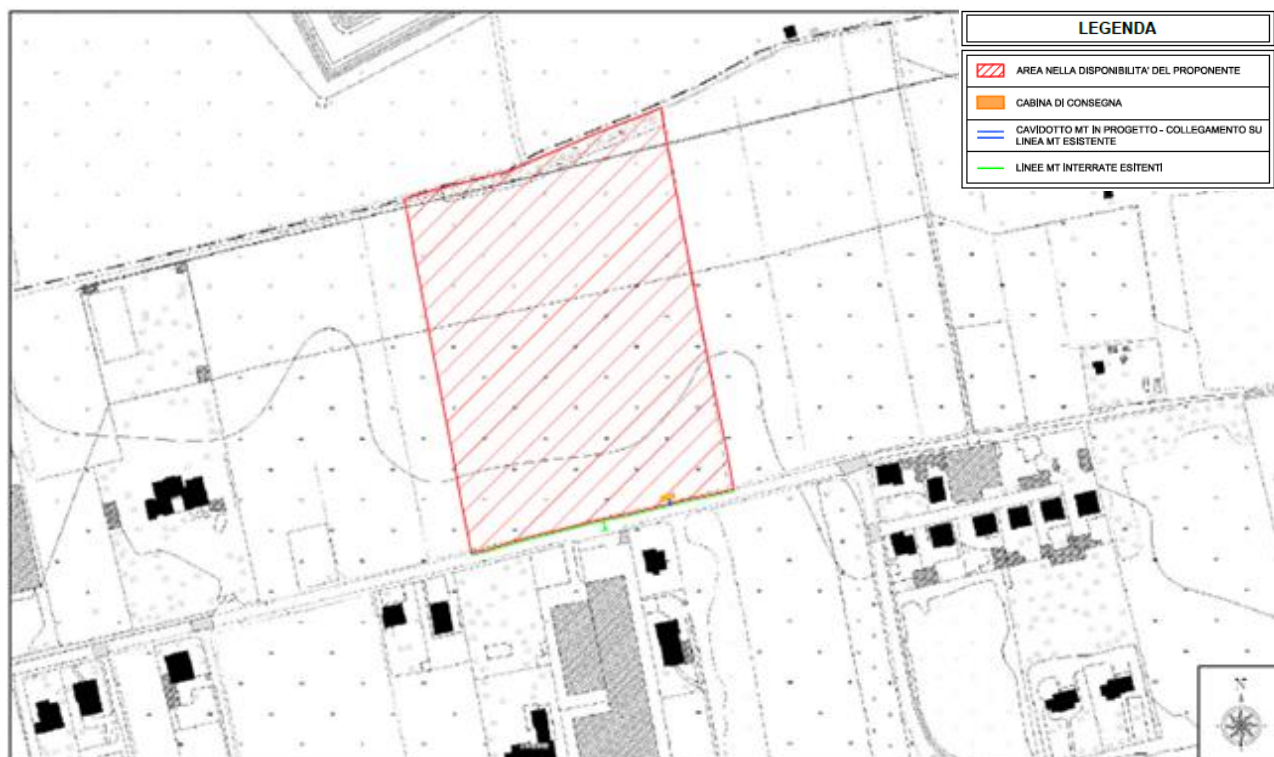 LEGENDA
AREA NELLA DISPONIBILITA' DEL PROPONENTE
CABINA DI CONSEGNA
CAVIDOTTO MT IN PROGETTO - COLLEGAMENTO SU
LINEA MT ESISTENTE
LINEE MT INTERRATE ESITENTI
N